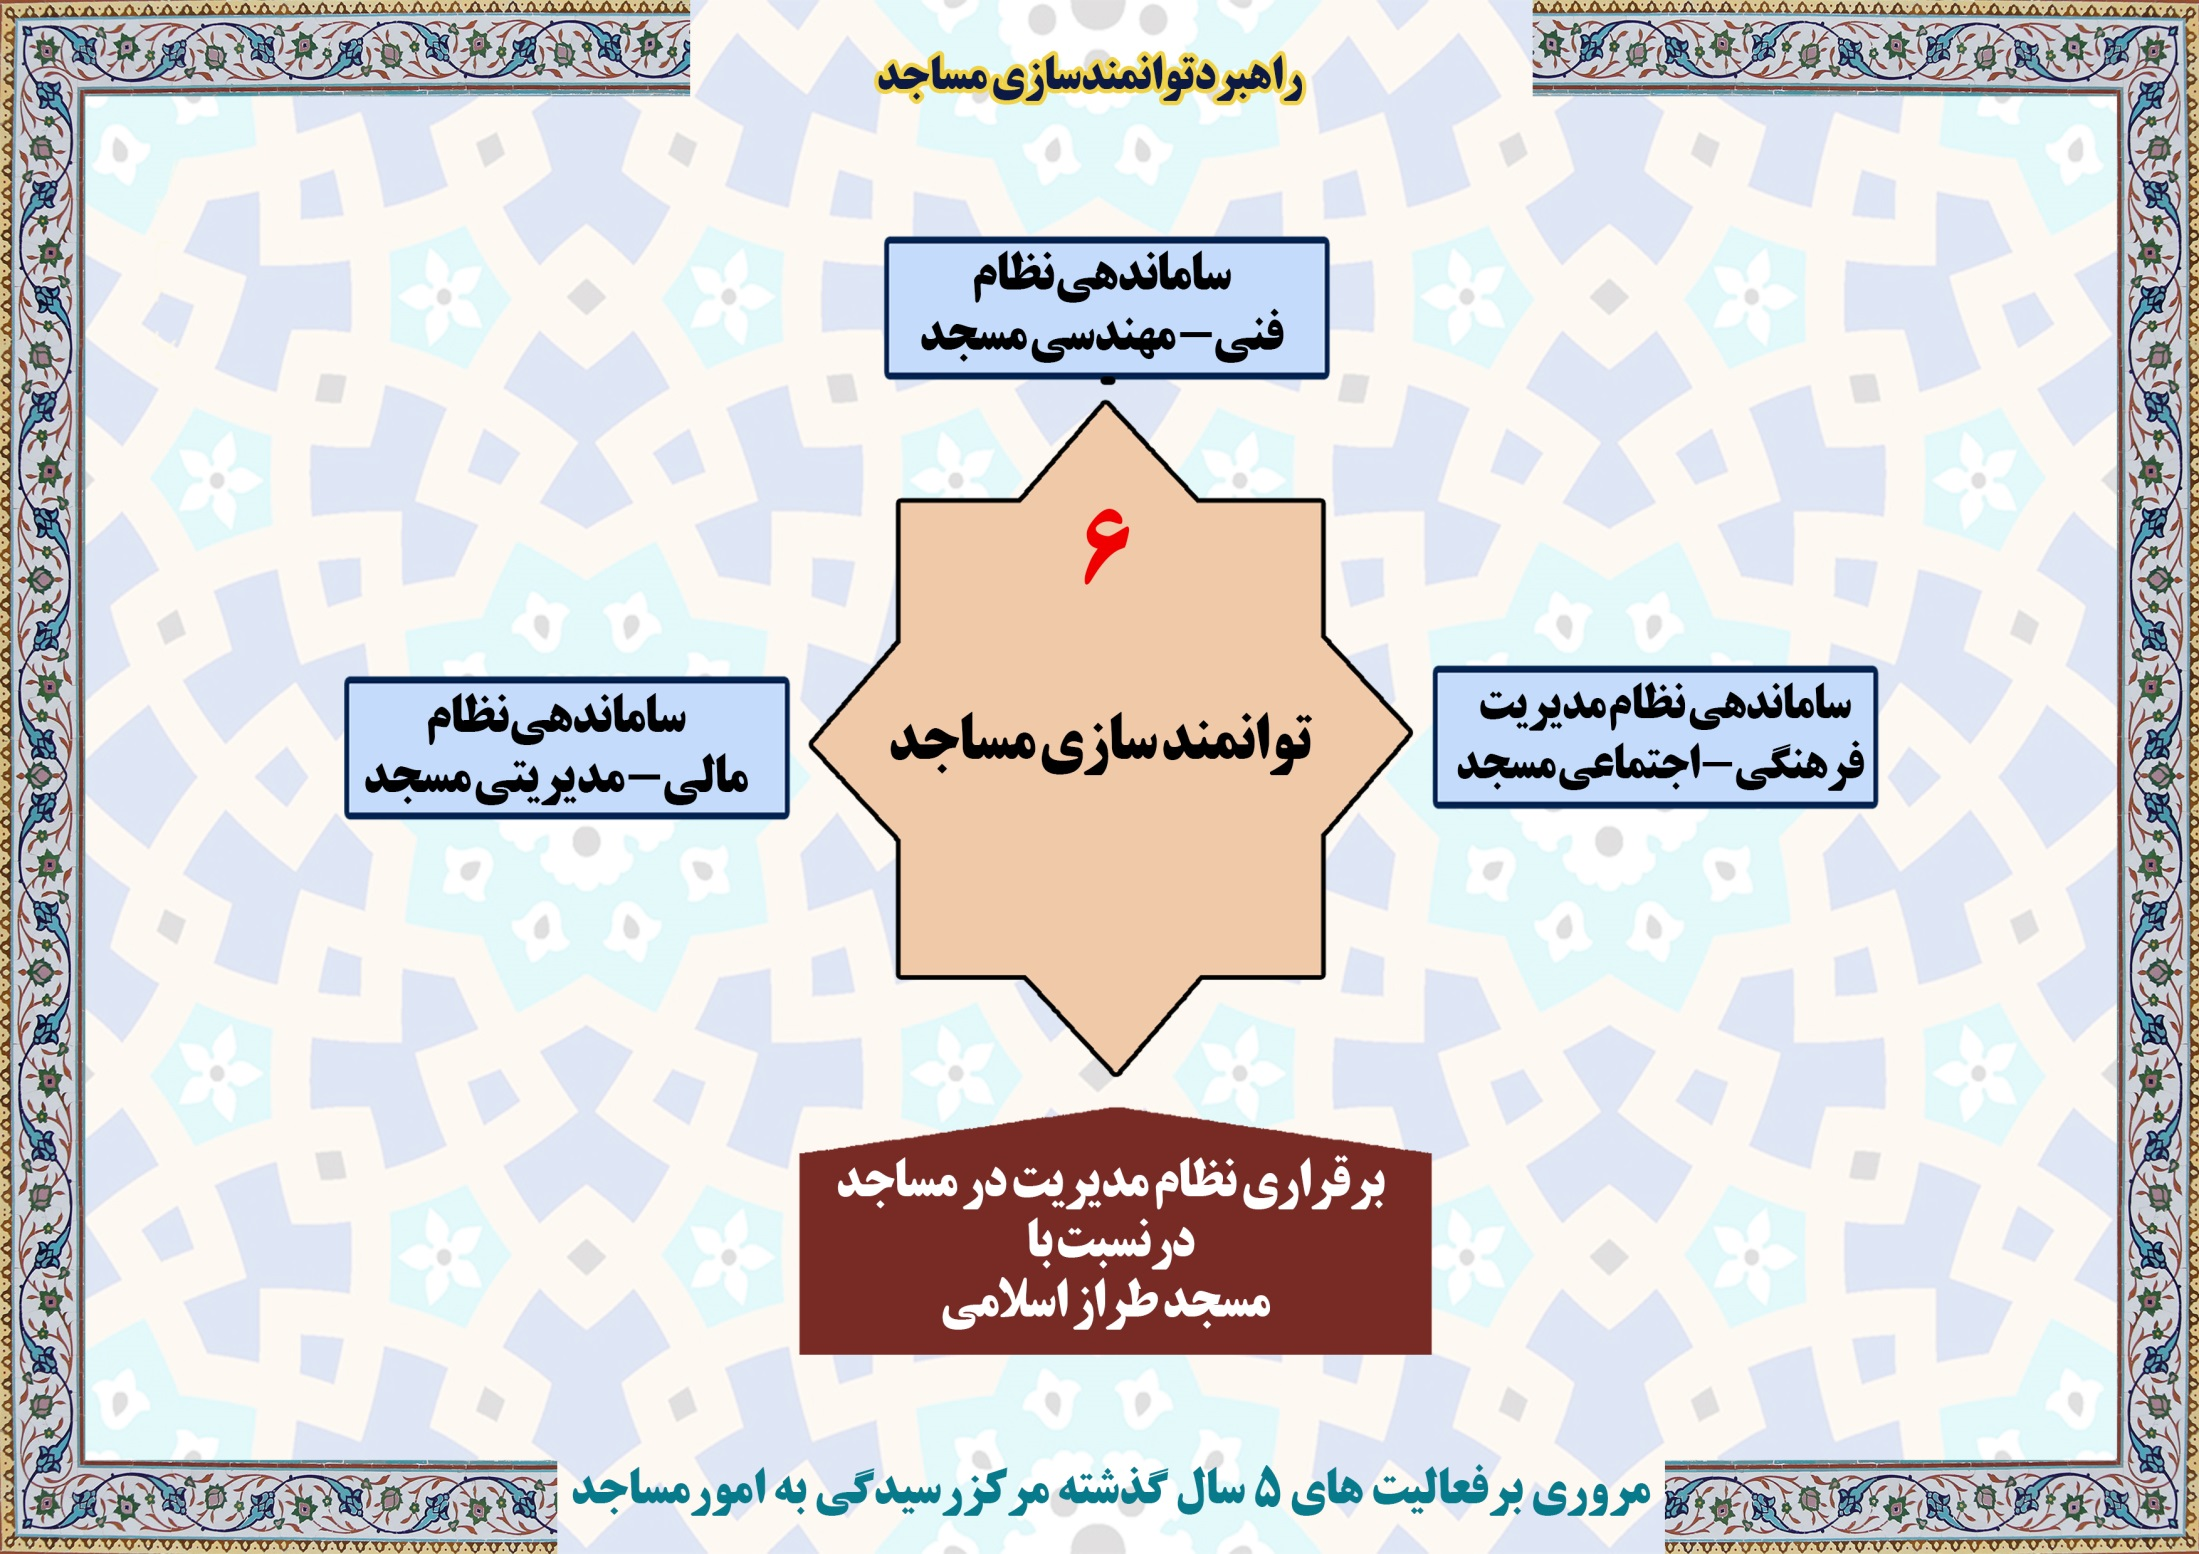 راهبرد توانمندسازی مساجد
ساماندهی نظام
فنی – مهندسی مسجد
۶
توانمند سازی مساجد
ساماندهی نظام مدیریت
فرهنگی – اجتماعی مسجد
ساماندهی نظام
مالی – مدیریتی مسجد
برقراری نظام مدیریت در مساجد
در نسبت با
مسجد طراز اسلامی
مروری بر فعالیت های ۵ سال گذشته مرکز رسیدگی به امور مساجد